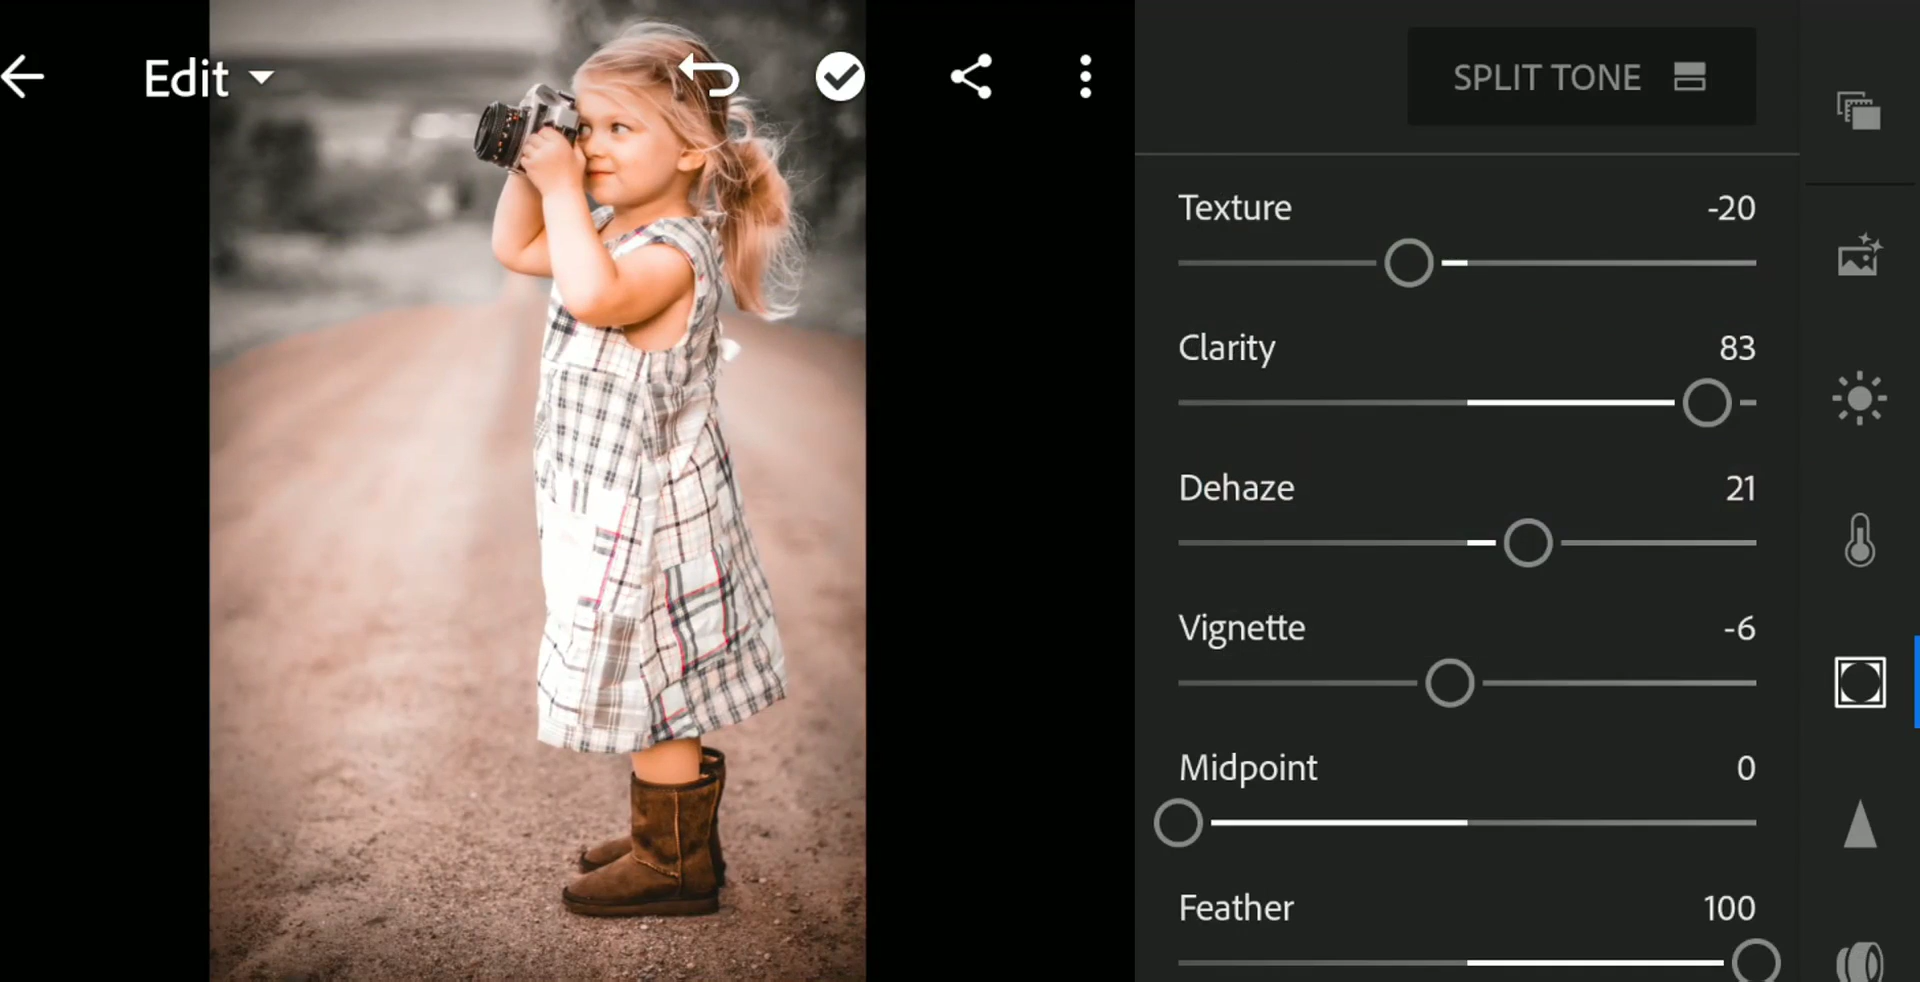 Edit
SPLIT TONE
Texture -20
Clarity 83
Dehaze 21
Vignette -6
Midpoint 0
Feather 100